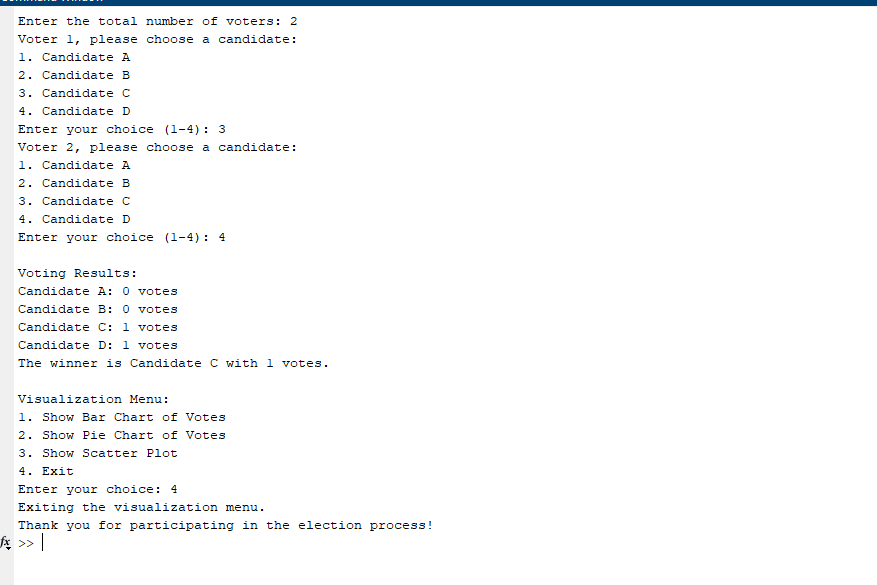 Enter the total number of voters: 2
Voter 1, please choose a candidate:
1. Candidate A
2. Candidate B
3. Candidate C
4. Candidate D
Enter your choice (1-4): 3
Voter 2, please choose a candidate:
1. Candidate A
2. Candidate B
3. Candidate C
4. Candidate D
Enter your choice (1-4): 4
Voting Results:
Candidate A: 0 votes
Candidate B: 0 votes
Candidate C: 1 votes
Candidate D: 1 votes
The winner is Candidate C with 1 votes.
Visualization Menu:
1. Show Bar Chart of Votes
2. Show Pie Chart of Votes
3. Show Scatter Plot
4. Exit
Enter your choice: 4
Exiting the visualization menu.
Thank you for participating in the election process!
fx >>